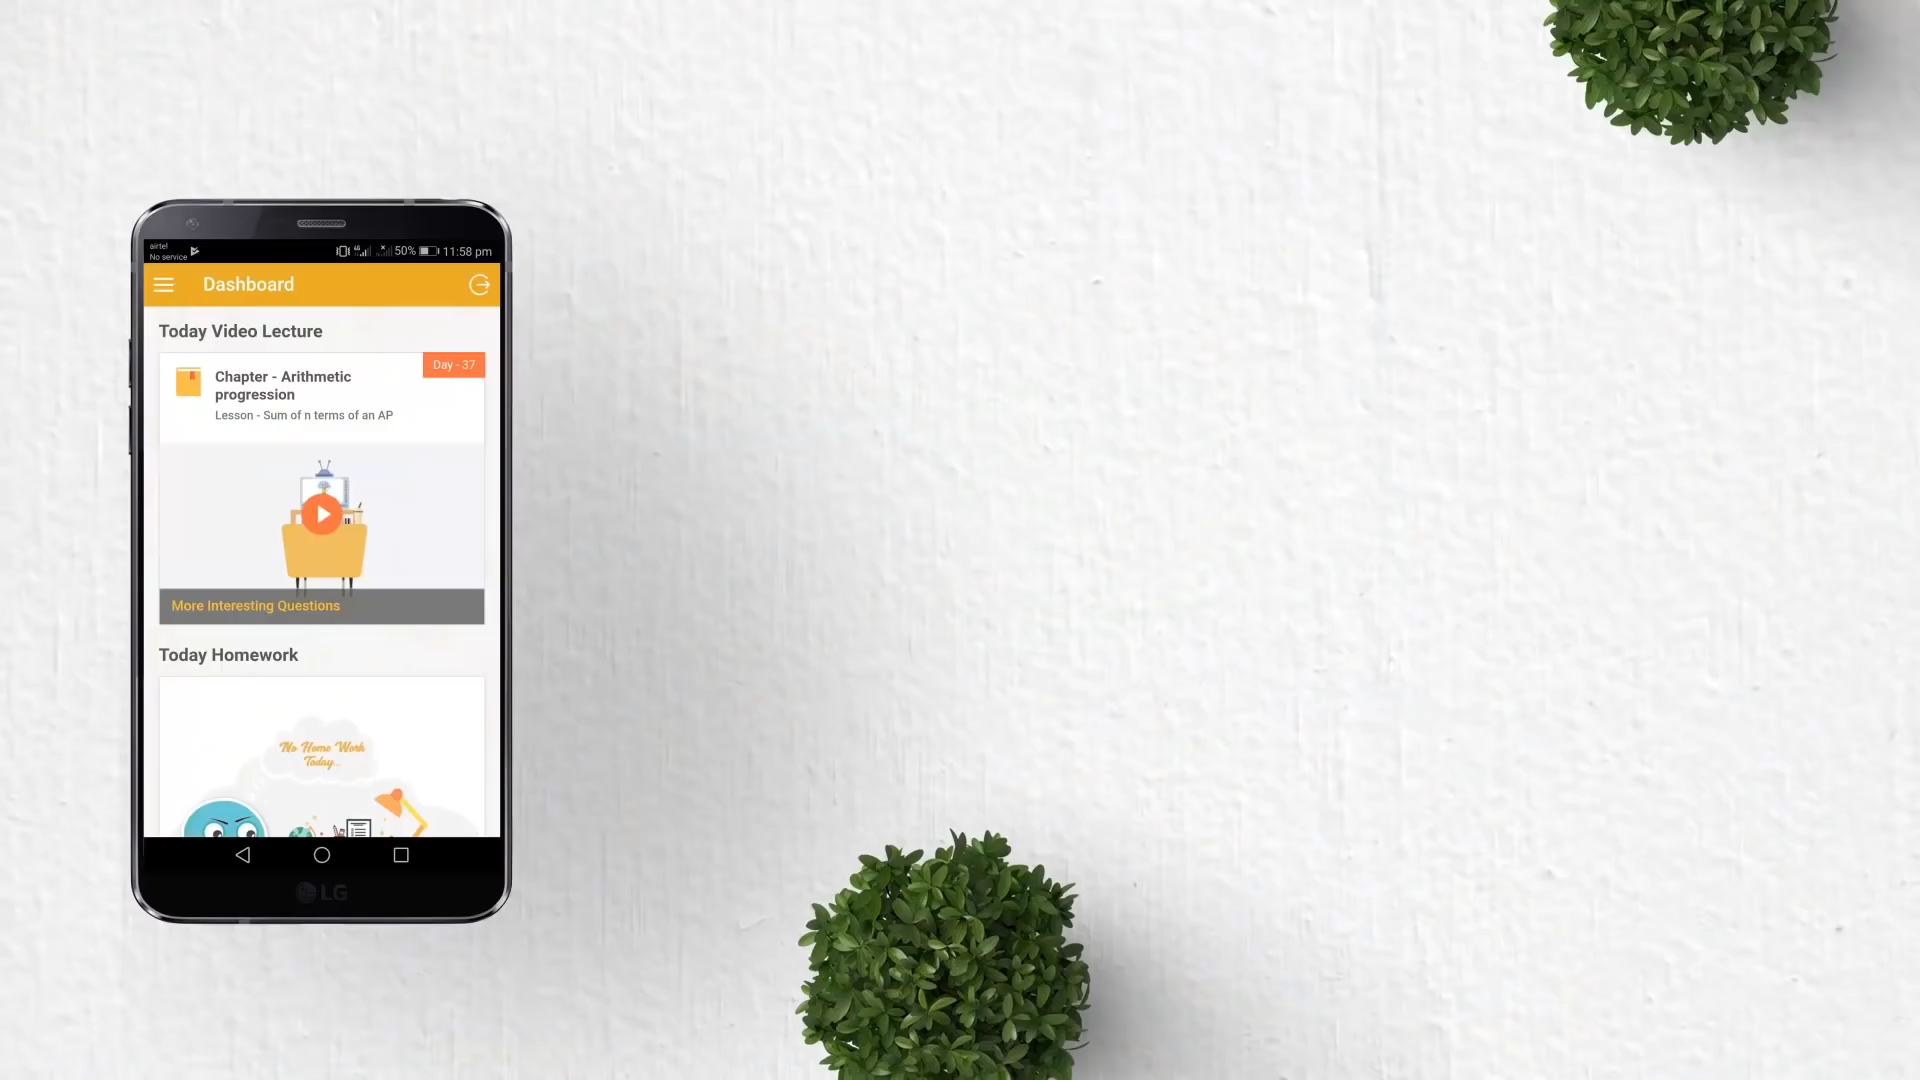 airtel
No service
50%
11:58 pm
Dashboard
Today Video Lecture
Day - 37
Chapter - Arithmetic
progression
Lesson - Sum of n terms of an AP
More Interesting Questions
Today Homework
No Home Work
Today...
LG